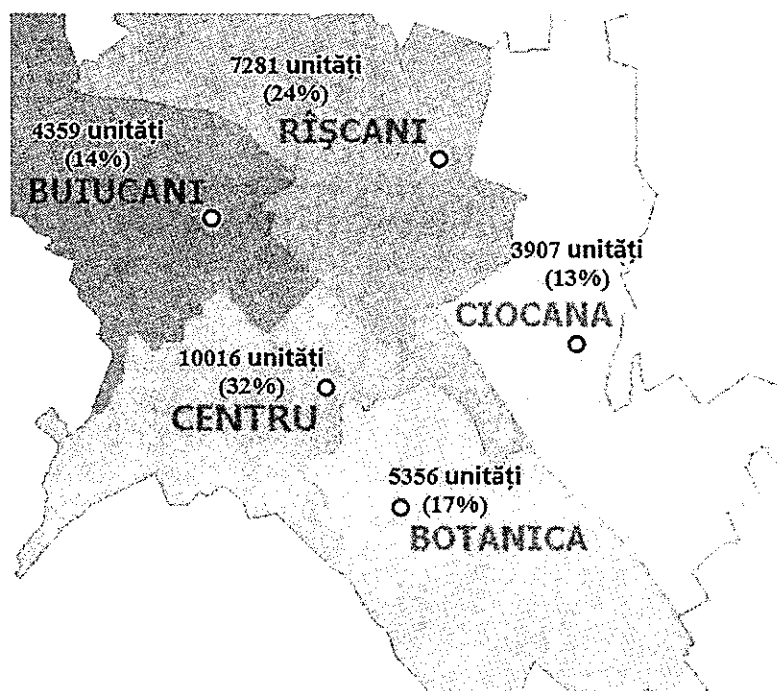 7281 unități
(24%)
RÎŞCANI
4359 unități
(14%)
BUIUCANI
3907 unități
(13%)
CIOCANA
10016 unități
(32%)
CENTRU
5356 unități
(17%)
BOTANICA